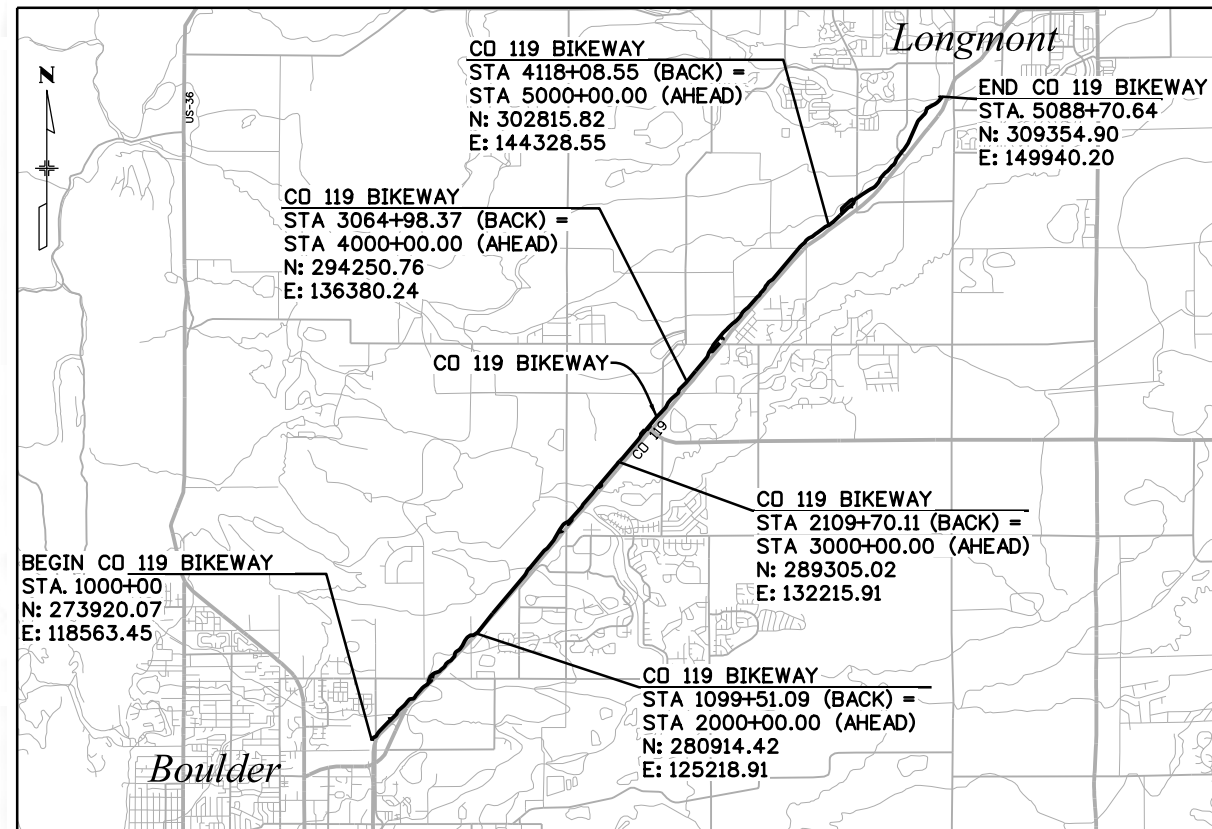 Longmont
N
US-36
CO 119 BIKEWAY
STA 4118+08.55 (BACK) =
STA 5000+00.00 (AHEAD)
N: 302815.82
E: 144328.55
END CO 119 BIKEWAY
STA. 5088+70.64
N: 309354.90
E: 149940.20
CO 119 BIKEWAY
STA 3064+98.37 (BACK) =
STA 4000+00.00 (AHEAD)
N: 294250.76
E: 136380.24
CO 119 BIKEWAY
CO 119
CO 119 BIKEWAY
STA 2109+70.11 (BACK) =
STA 3000+00.00 (AHEAD)
N: 289305.02
E: 132215.91
BEGIN CO 119 BIKEWAY
STA. 1000+00
N: 273920.07
E: 118563.45
CO 119 BIKEWAY
STA 1099+51.09 (BACK) =
STA 2000+00.00 (AHEAD)
N: 280914.42
E: 125218.91
Boulder